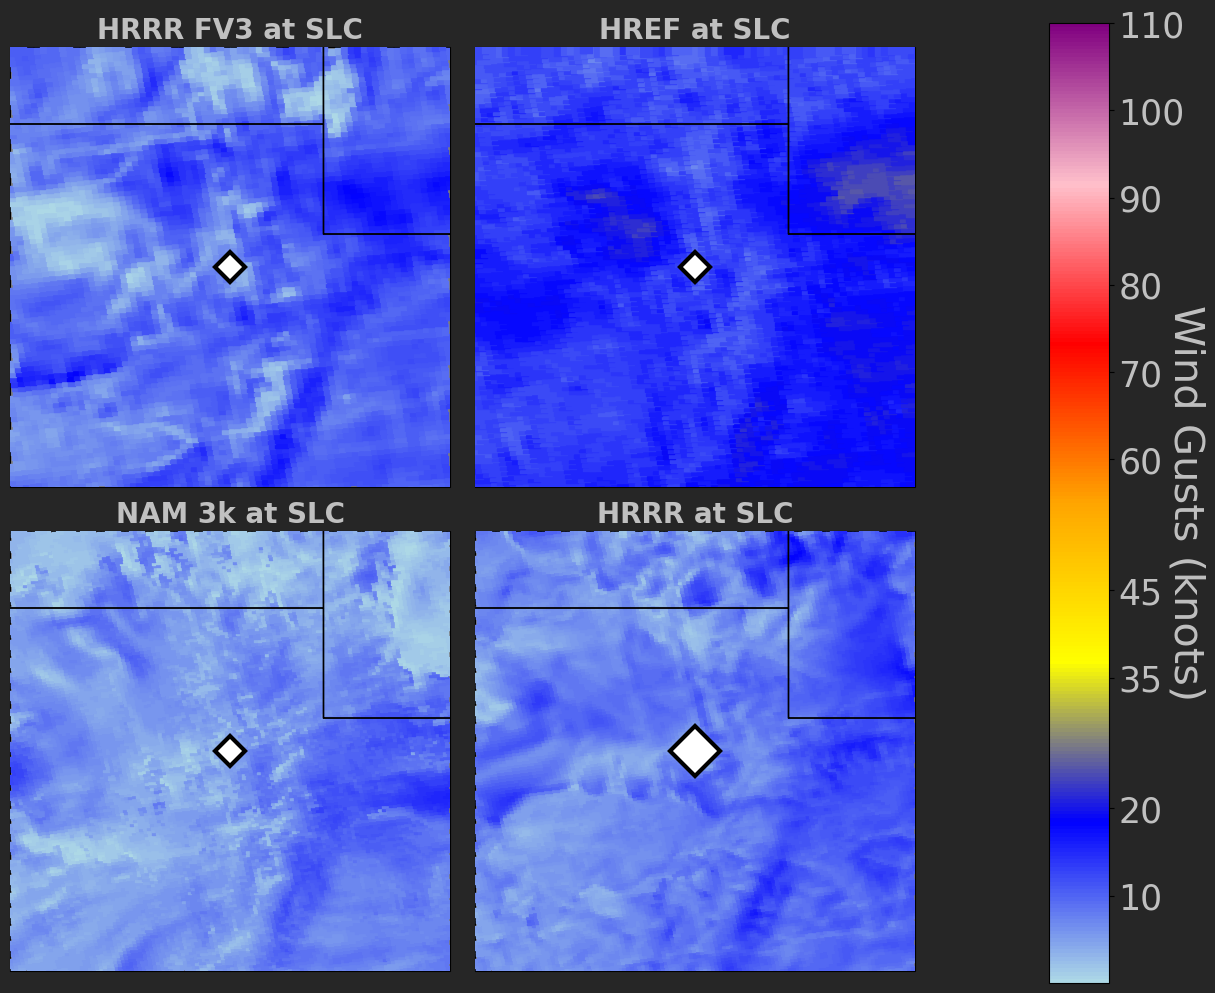 HRRR FV3 at SLC
HREF at SLC
NAM 3k at SLC
HRRR at SLC
110
100
90
80
70
60
45
35
20
10
Wind Gusts (knots)